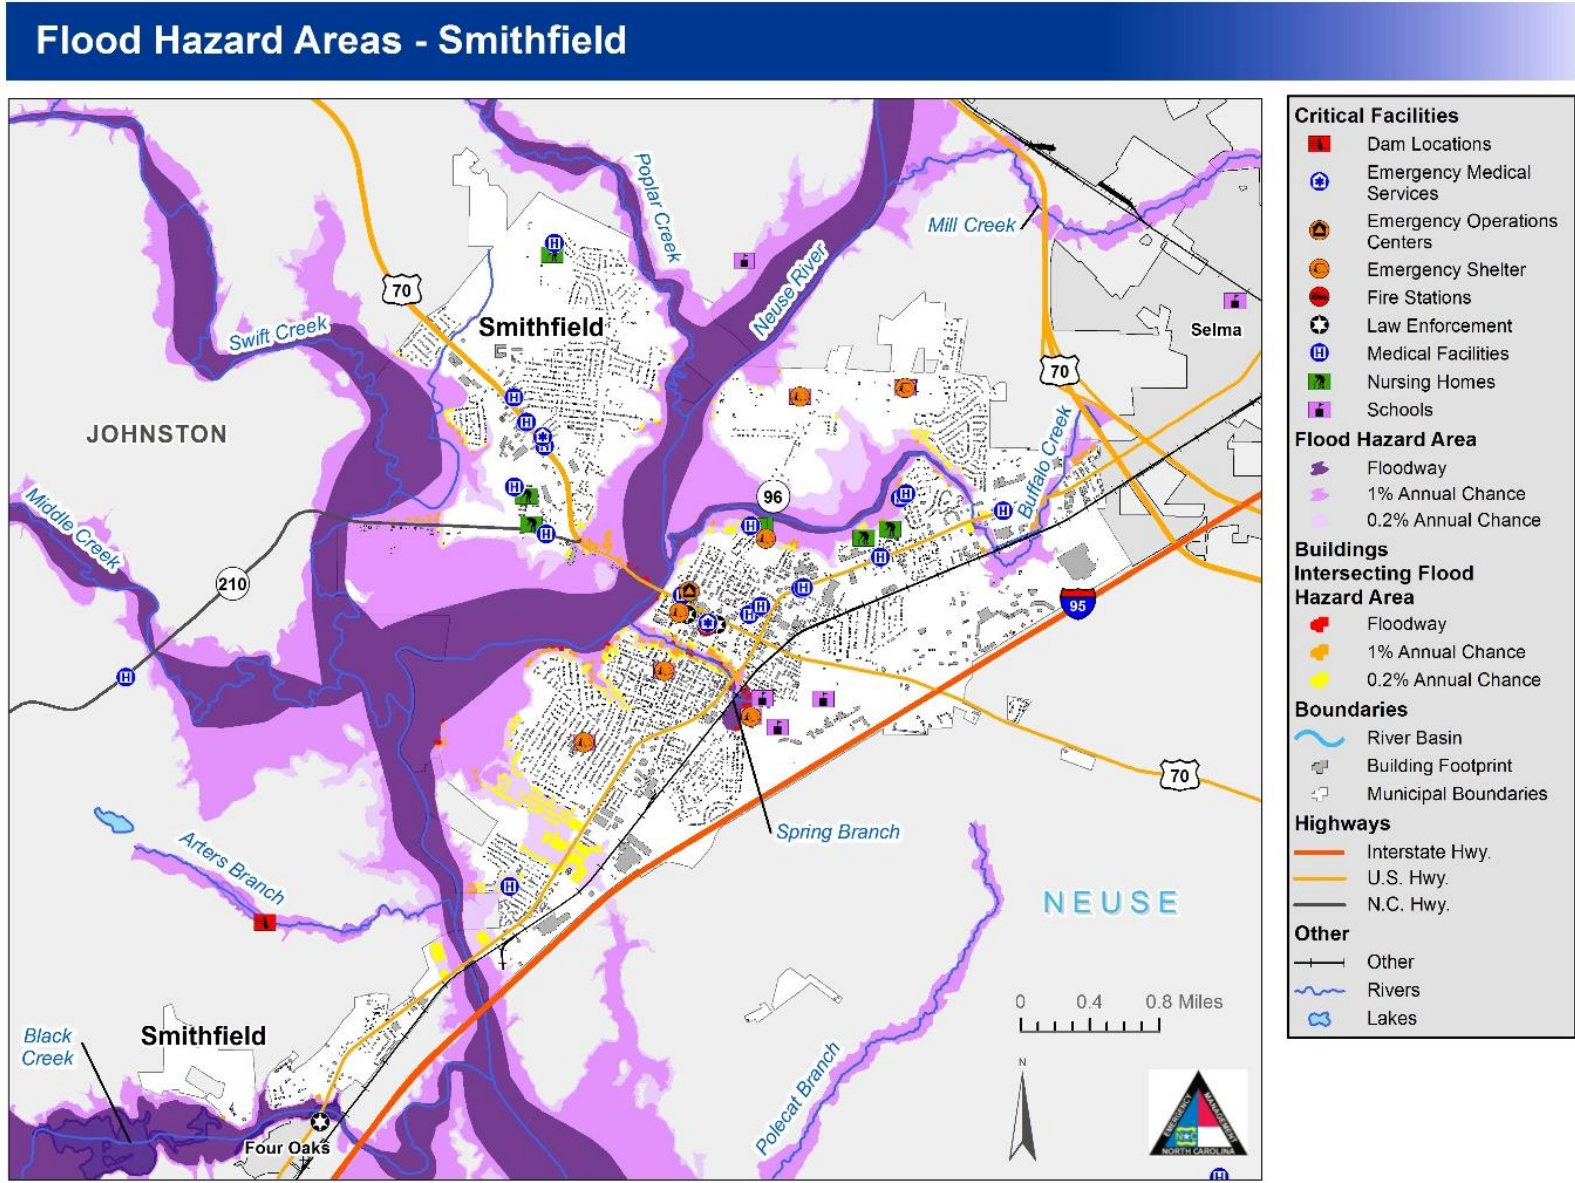 Flood Hazard Areas - Smithfield
Poplar Creek
Mill Creek
70
Neuse River
Swift Creek
Smithfield
Selma
70
JOHNSTON
Buffalo Creek
96
Middle Creek
210
95
70
Spring Branch
Arters Branch
NEUSE
0 0.4 0.8 Miles
Smithfield
Black
Creek
Polecat Branch
Four Oaks
N
EMERGENCY
MANAGEMENT
NORTH CAROLINA
Critical Facilities
Dam Locations
Emergency Medical
Services
Emergency Operations
Centers
Emergency Shelter
Fire Stations
Law Enforcement
Medical Facilities
Nursing Homes
Schools
Flood Hazard Area
Floodway
1% Annual Chance
0.2% Annual Chance
Buildings
Intersecting Flood
Hazard Area
Floodway
1% Annual Chance
0.2% Annual Chance
Boundaries
River Basin
Building Footprint
Municipal Boundaries
Highways
Interstate Hwy.
U.S. Hwy.
N.C. Hwy.
Other
Other
Rivers
Lakes